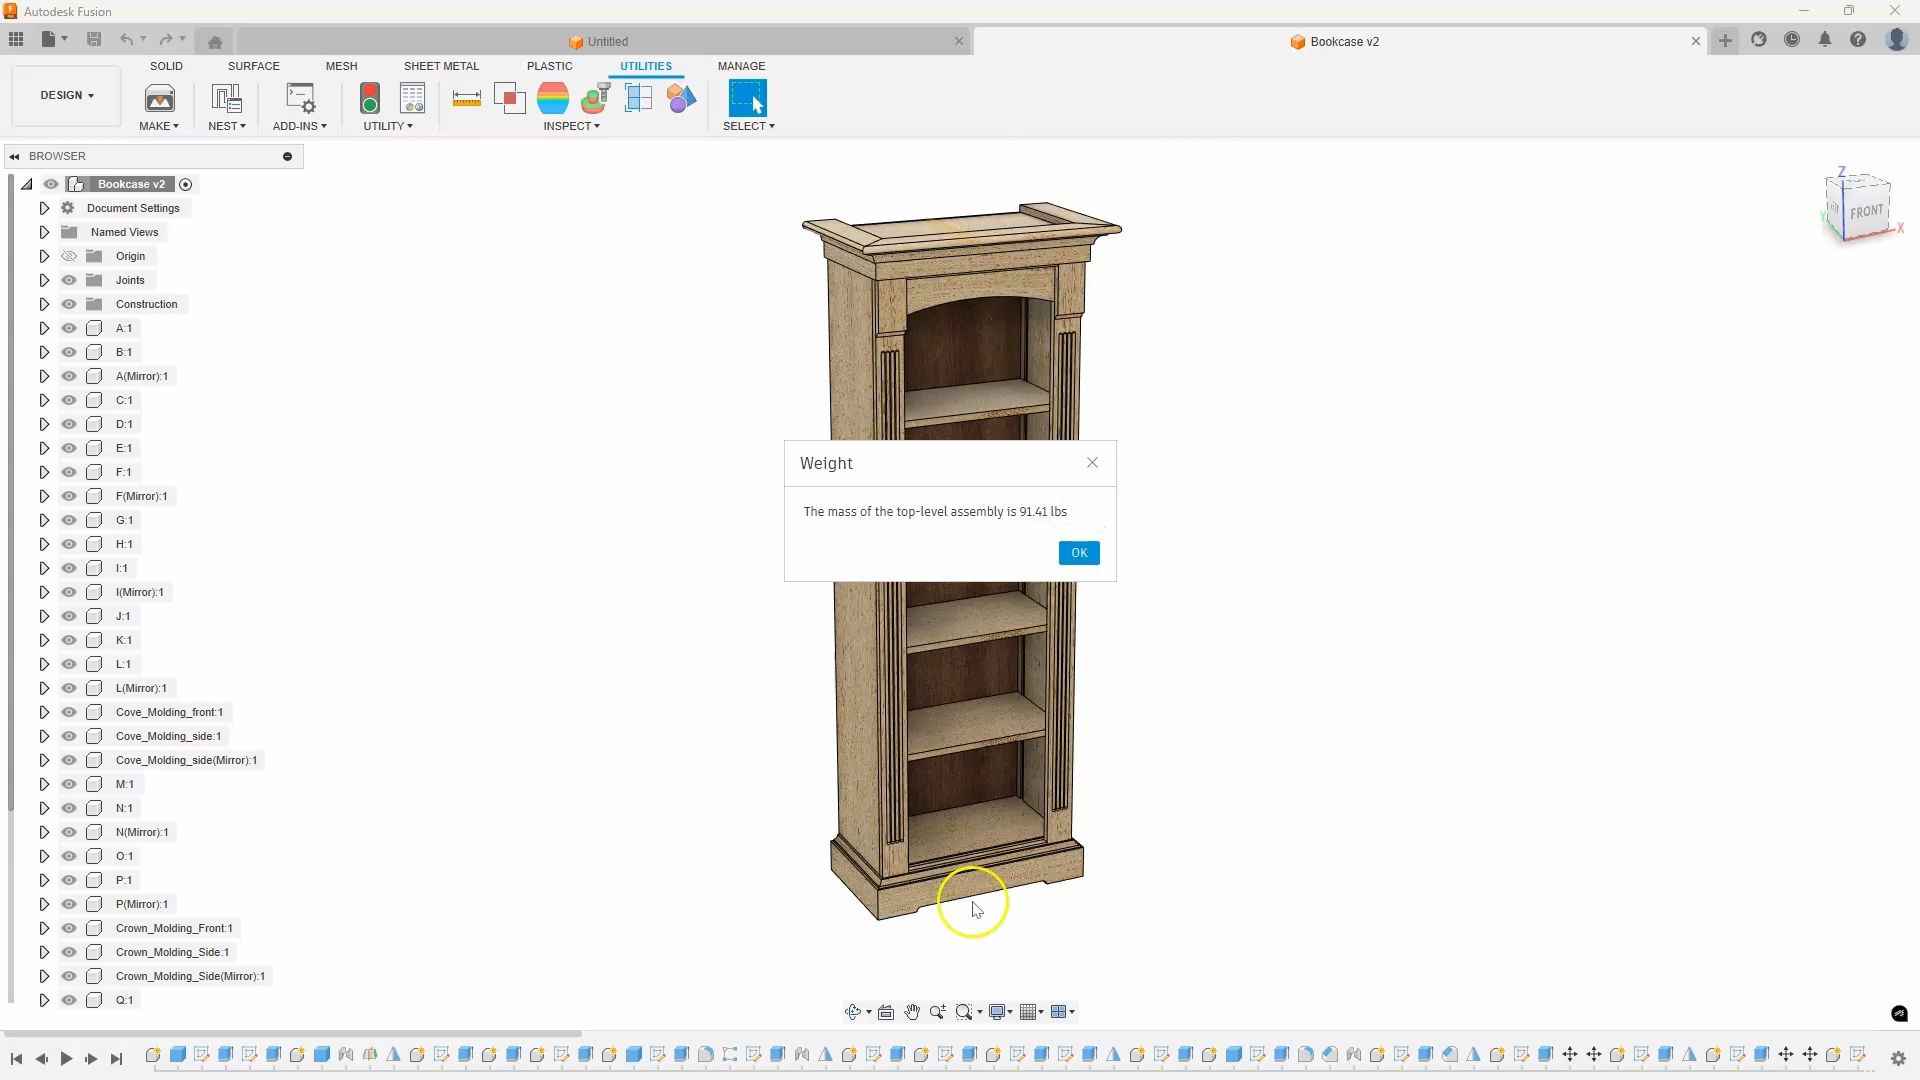 Autodesk Fusion
Untitled
Bookcase v2
SOLID SURFACE MESH SHEET METAL PLASTIC UTILITIES MANAGE
DESIGN
MAKE NEST ADD-INS UTILITY INSPECT SELECT
BROWSER
Bookcase v2
Document Settings
Named Views
Origin
Joints
Construction
A:1
B:1
A(Mirror):1
C:1
D:1
E:1
F:1
F(Mirror):1
G:1
H:1
I:1
I(Mirror):1
J:1
K:1
L:1
L(Mirror):1
Cove_Molding_front:1
Cove_Molding_side:1
Cove_Molding_side(Mirror):1
M:1
N:1
N(Mirror):1
O:1
P:1
P(Mirror):1
Crown_Molding_Front:1
Crown_Molding_Side:1
Crown_Molding_Side(Mirror):1
Q:1
Z
FRONT
Y
X
Weight
The mass of the top-level assembly is 91.41 lbs
OK